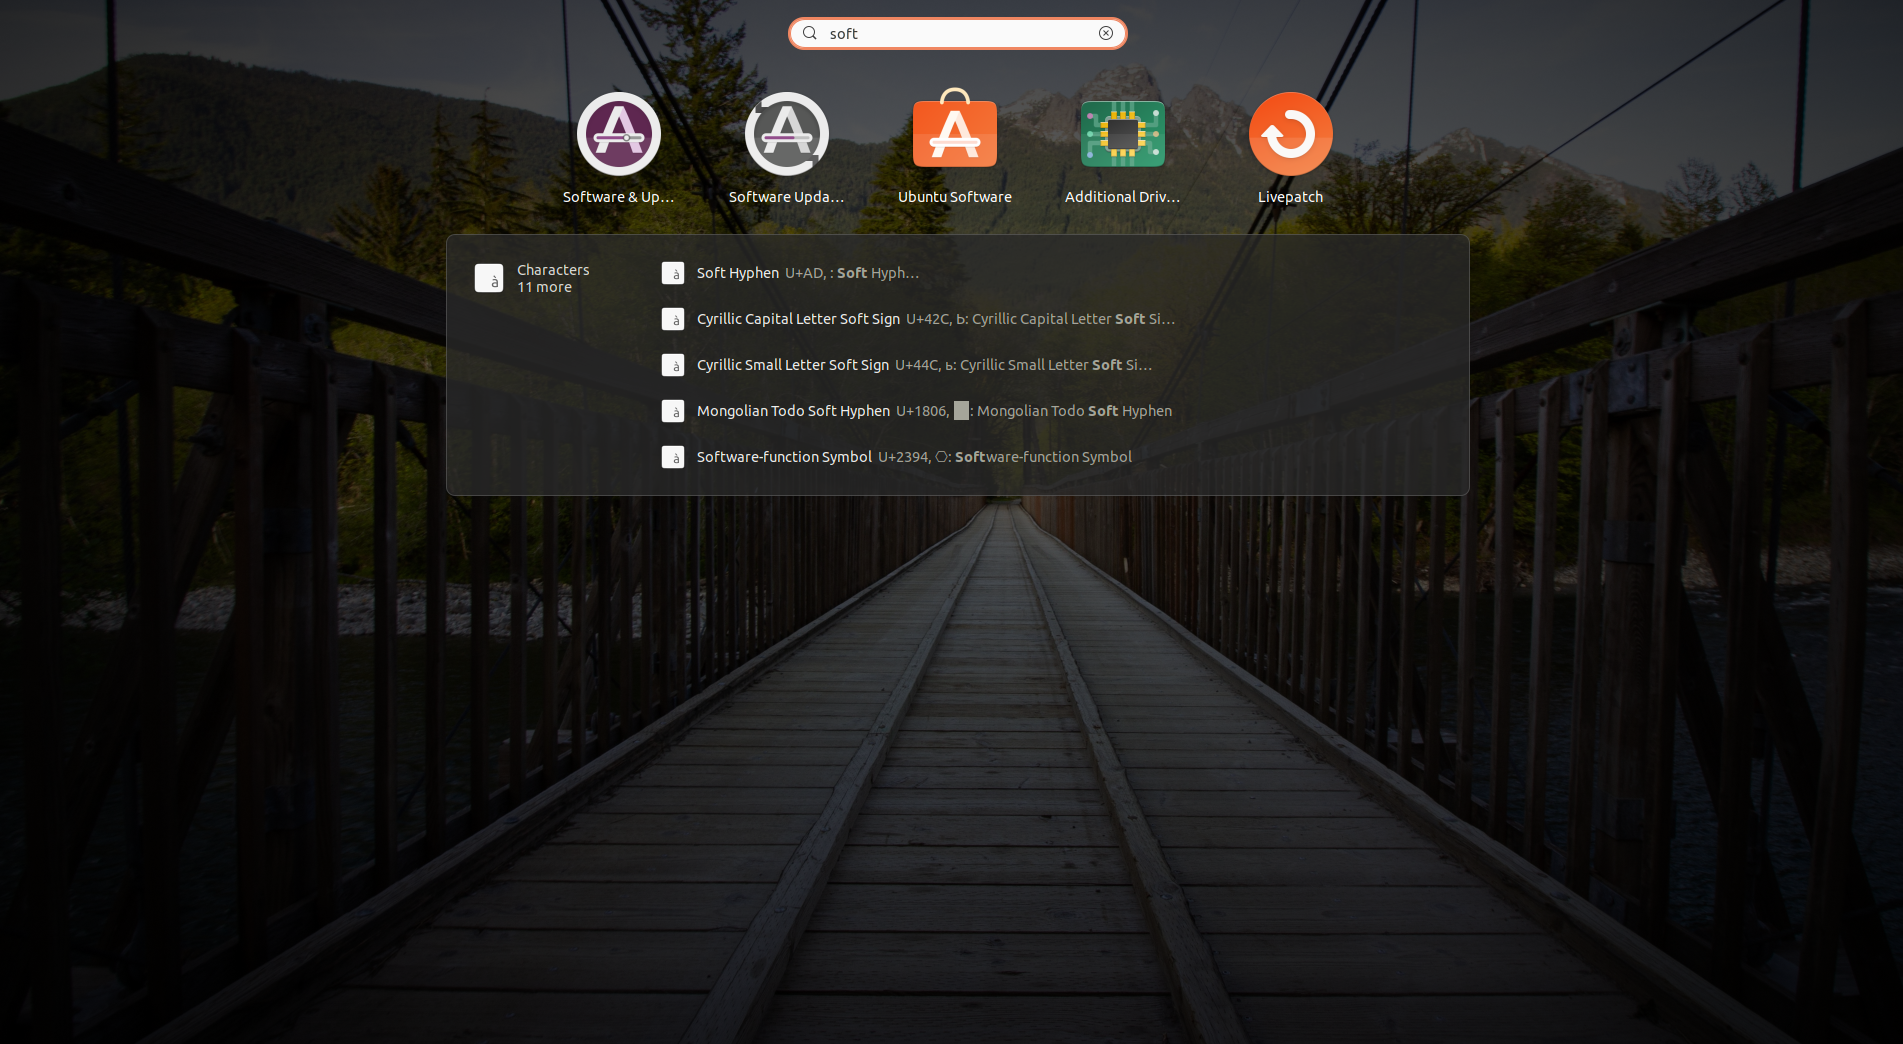 soft
Software & Up...
Software Upda...
Ubuntu Software
Additional Driv...
Livepatch
Characters
11 more
Soft Hyphen U+AD, : Soft Hyph...
Cyrillic Capital Letter Soft Sign U+42C, Ь: Cyrillic Capital Letter Soft Si...
Cyrillic Small Letter Soft Sign U+44C, ь: Cyrillic Small Letter Soft Si...
Mongolian Todo Soft Hyphen U+1806, : Mongolian Todo Soft Hyphen
Software-function Symbol U+2394, ⎔: Software-function Symbol